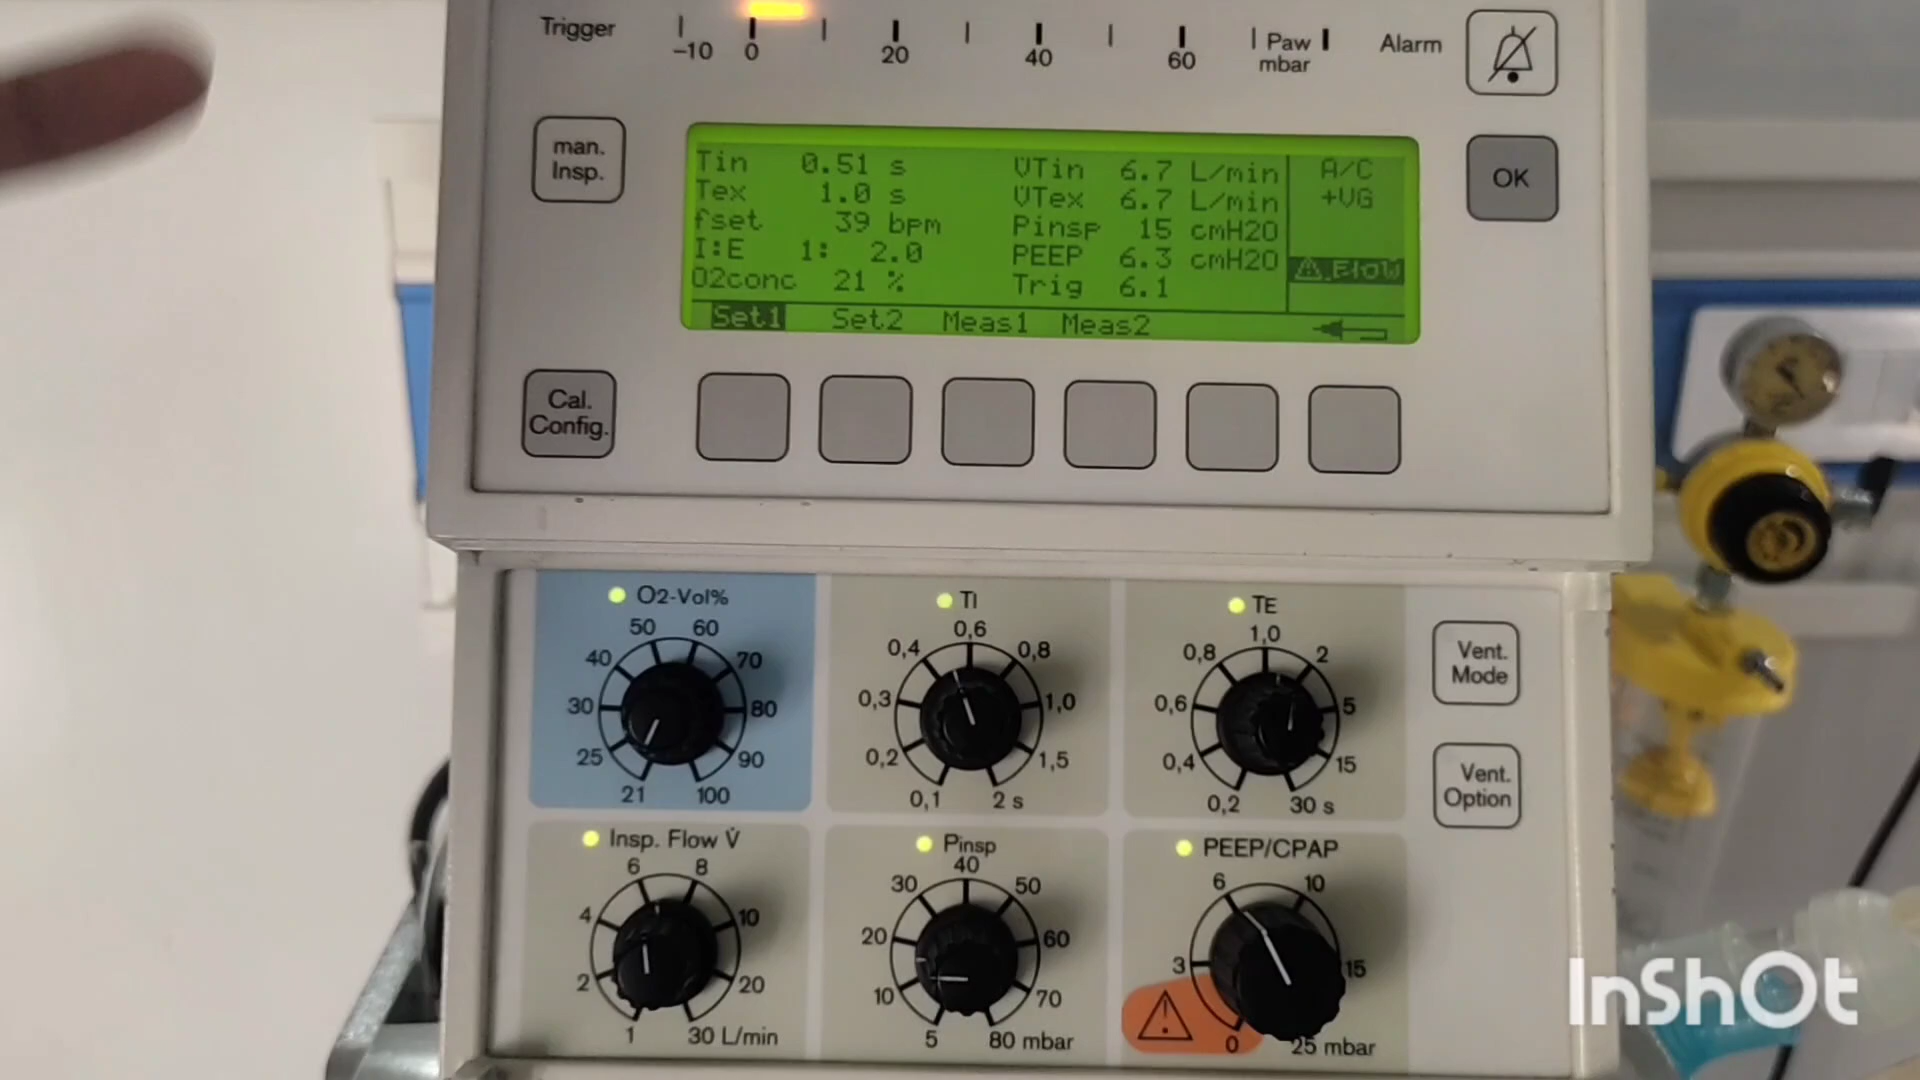 Trigger
–10 0 20 40 60 Paw mbar
Alarm
man. Insp.
Tin 0.51 s
Tex 1.0 s
fset 39 bpm
I:E 1: 2.0
O2conc 21 %
V̇Tin 6.7 L/min
V̇Tex 6.7 L/min
Pinsp 15 cmH2O
PEEP 6.3 cmH2O
Trig 6.1
A/C
+VG
Flow
OK
Set1 Set2 Meas1 Meas2
Cal. Config.
O2-Vol%
21 25 30 40 50 60 70 80 90 100
TI
0,1 0,2 0,3 0,4 0,6 0,8 1,0 1,5 2 s
TE
0,2 0,4 0,6 0,8 1,0 2 5 15 30 s
Vent. Mode
Vent. Option
Insp. Flow V̇
1 2 4 6 8 10 20 30 L/min
Pinsp
5 10 20 30 40 50 60 70 80 mbar
PEEP/CPAP
0 3 6 10 15 25 mbar
InShOt